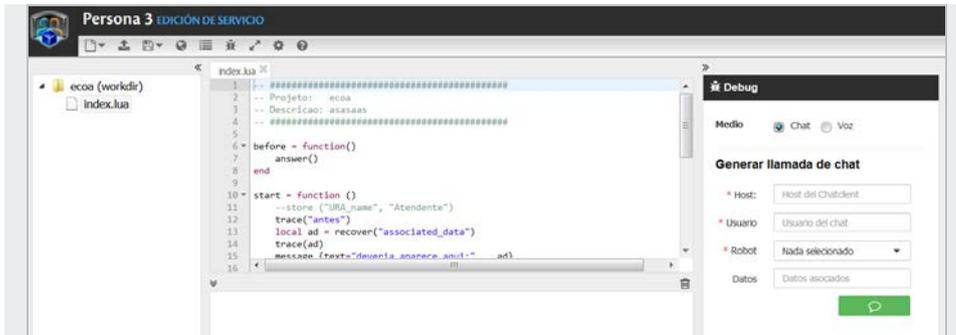 Persona 3 EDICIÓN DE SERVICIO
ecoa (workdir)
index.lua
index.lua
1 -- ############################################
2 -- Projeto: ecoa
3 -- Descricao: asasaas
4 -- ############################################
5
6 before = function()
7 answer()
8 end
9
10 start = function ()
11 --store ("URA_name", "Atendente")
12 trace("antes")
13 local ad = recover("associated_data")
14 trace(ad)
15 message {text="deveria aparece aqui:" .. ad}
16
Debug
Medio Chat Voz
Generar llamada de chat
* Host: Host del Chatclient
* Usuario Usuario del chat
* Robot Nada selecionado
Datos Datos asociados